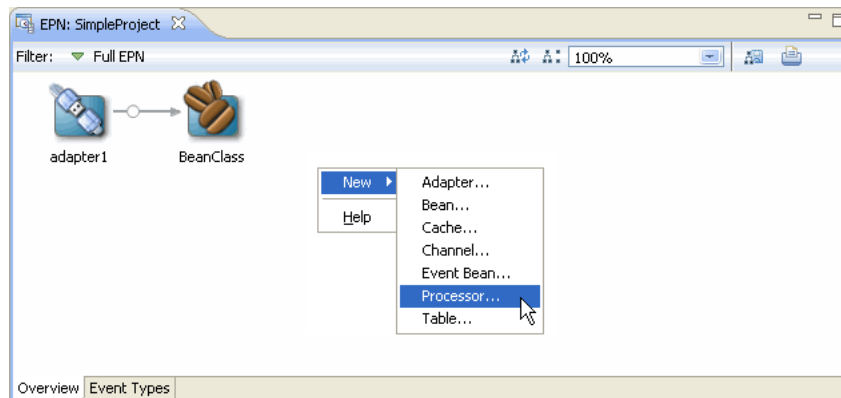 EPN: SimpleProject
Filter: Full EPN 100%
adapter1 BeanClass
New
Help
Adapter...
Bean...
Cache...
Channel...
Event Bean...
Processor...
Table...
Overview Event Types